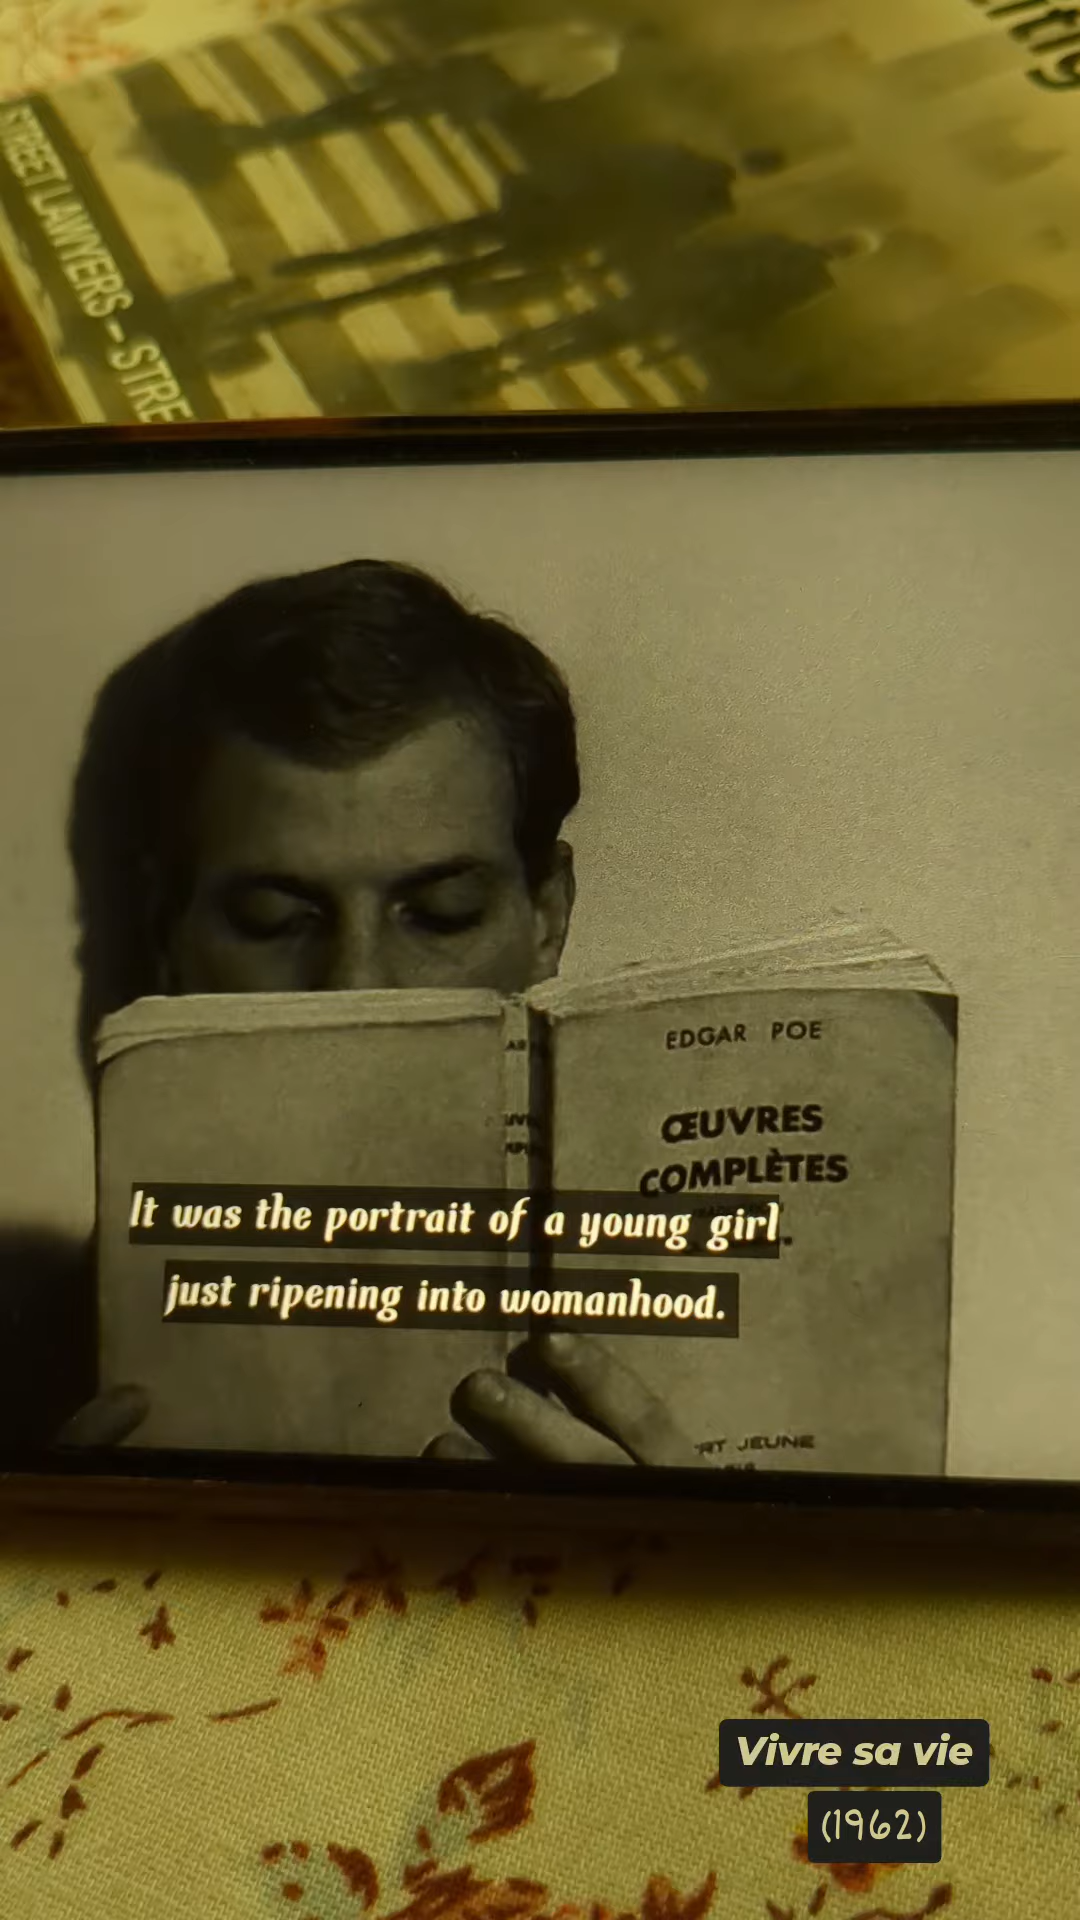 STREET LAWYERS – STRE
EDGAR POE
ŒUVRES
COMPLÈTES
It was the portrait of a young girl
just ripening into womanhood.
JEUNE
Vivre sa vie
(1962)